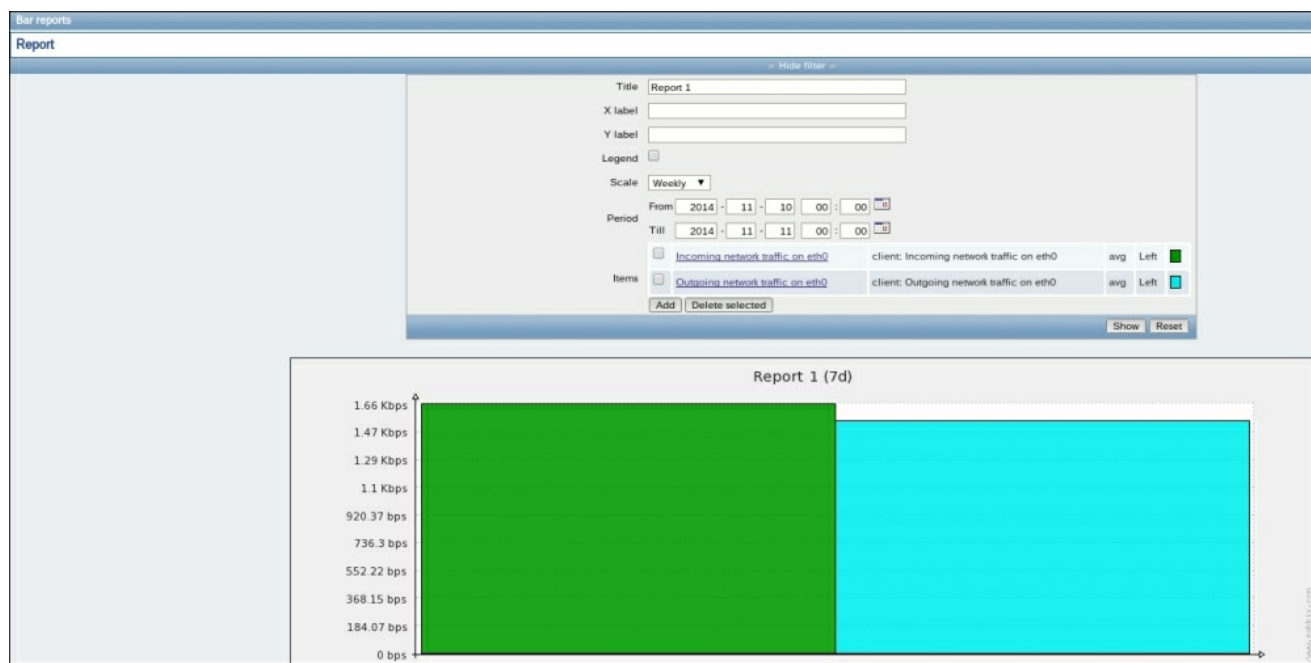 Bar reports
Report
Hide filter
Title Report 1
X label
Y label
Legend
Scale Weekly
Period
From 2014 - 11 - 10 00 : 00
Till 2014 - 11 - 11 00 : 00
Items
Incoming network traffic on eth0 client: Incoming network traffic on eth0 avg Left
Outgoing network traffic on eth0 client: Outgoing network traffic on eth0 avg Left
Add Delete selected
Show Reset
Report 1 (7d)
1.66 Kbps
1.47 Kbps
1.29 Kbps
1.1 Kbps
920.37 bps
736.3 bps
552.22 bps
368.15 bps
184.07 bps
0 bps